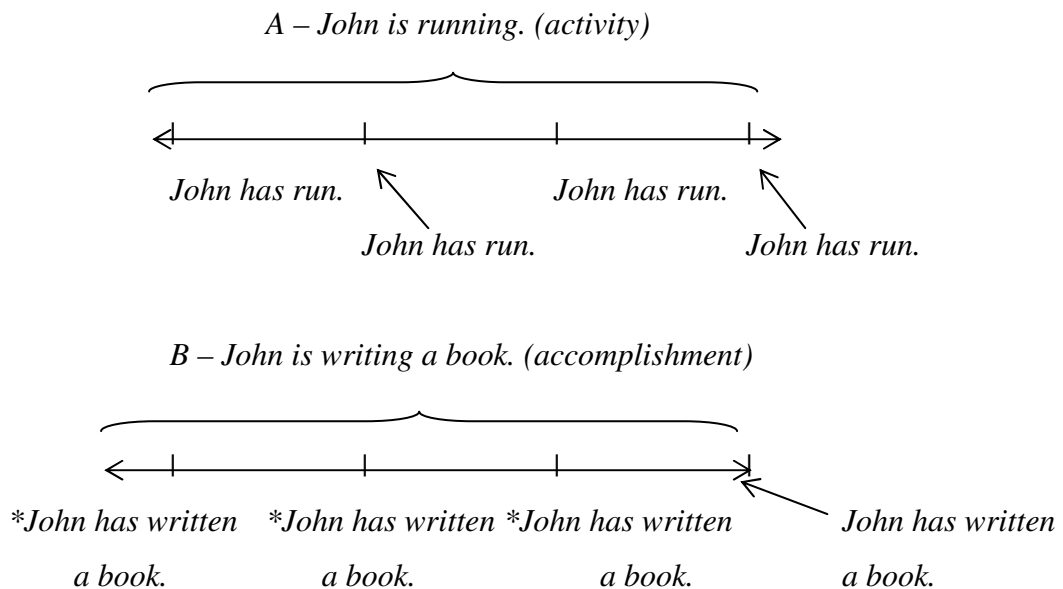 A – John is running. (activity)
John has run. John has run.
John has run. John has run.
B – John is writing a book. (accomplishment)
*John has written *John has written *John has written John has written
a book. a book. a book. a book.